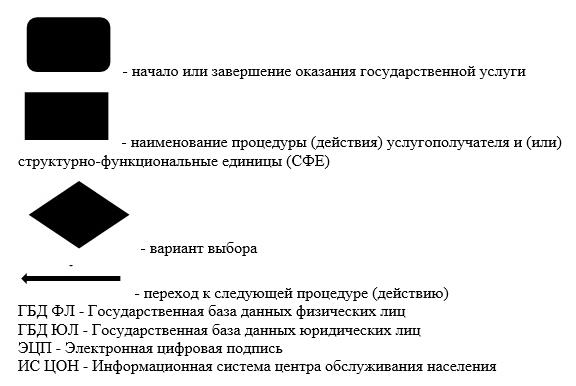 - начало или завершение оказания государственной услуги
- наименование процедуры (действия) услугополучателя и (или)
структурно-функциональные единицы (СФЕ)
- вариант выбора
- переход к следующей процедуре (действию)
ГБД ФЛ - Государственная база данных физических лиц
ГБД ЮЛ - Государственная база данных юридических лиц
ЭЦП - Электронная цифровая подпись
ИС ЦОН - Информационная система центра обслуживания населения